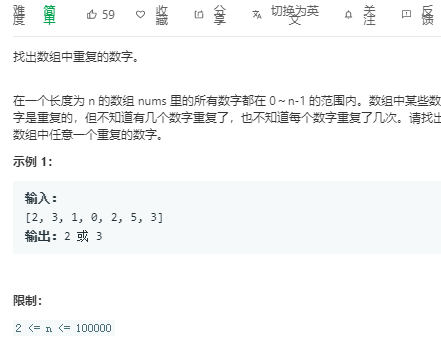 难度 简单 59 收藏 分享 切换为英文 关注 反馈
找出数组中重复的数字。
在一个长度为 n 的数组 nums 里的所有数字都在 0～n-1 的范围内。数组中某些数
字是重复的，但不知道有几个数字重复了，也不知道每个数字重复了几次。请找出
数组中任意一个重复的数字。
示例 1：
输入：
[2, 3, 1, 0, 2, 5, 3]
输出：2 或 3
限制：
2 <= n <= 100000